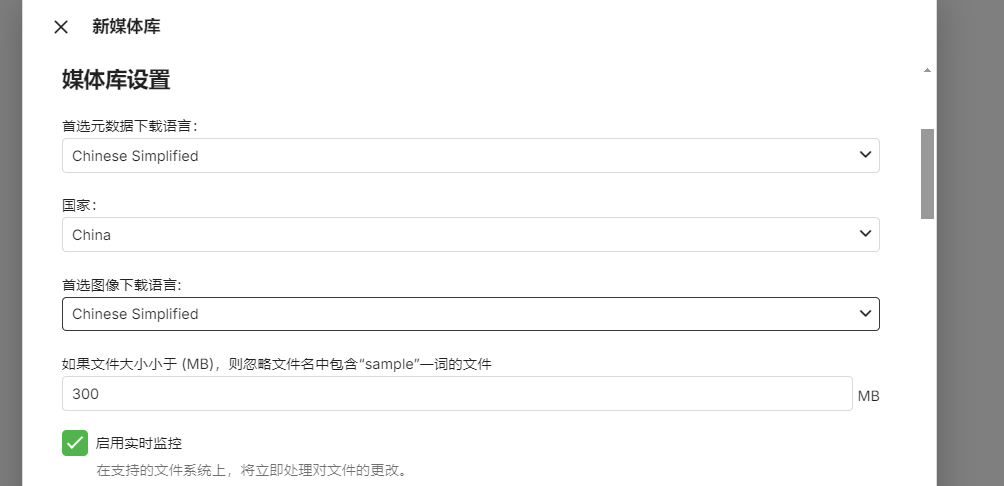 新媒体库
媒体库设置
首选元数据下载语言：
Chinese Simplified
国家：
China
首选图像下载语言：
Chinese Simplified
如果文件大小小于 (MB)，则忽略文件名中包含“sample”一词的文件
300
MB
启用实时监控
在支持的文件系统上，将立即处理对文件的更改。